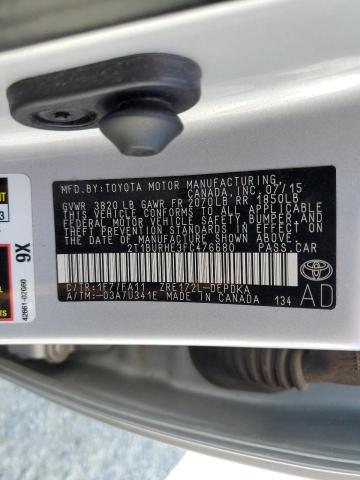 MFD.BY:TOYOTA MOTOR MANUFACTURING
CANADA,INC.07/15
GVWR 3820 LB GAWR FR 2070LB RR 1850LB
THIS VEHICLE CONFORMS TO ALL APPLICABLE
FEDERAL MOTOR VEHICLE SAFETY,BUMPER,AND
THEFT PREVENTION STANDARDS IN EFFECT ON
THE DATE OF MANUFACTURE SHOWN ABOVE.
2T1BURHE3FC476680 PASS.CAR
C/TR:1F7/FA11 ZRE172L-DEPDKA
A/TM:-03A/U341E MADE IN CANADA 134
AD
TOYOTA
9X
42661-02G60
3